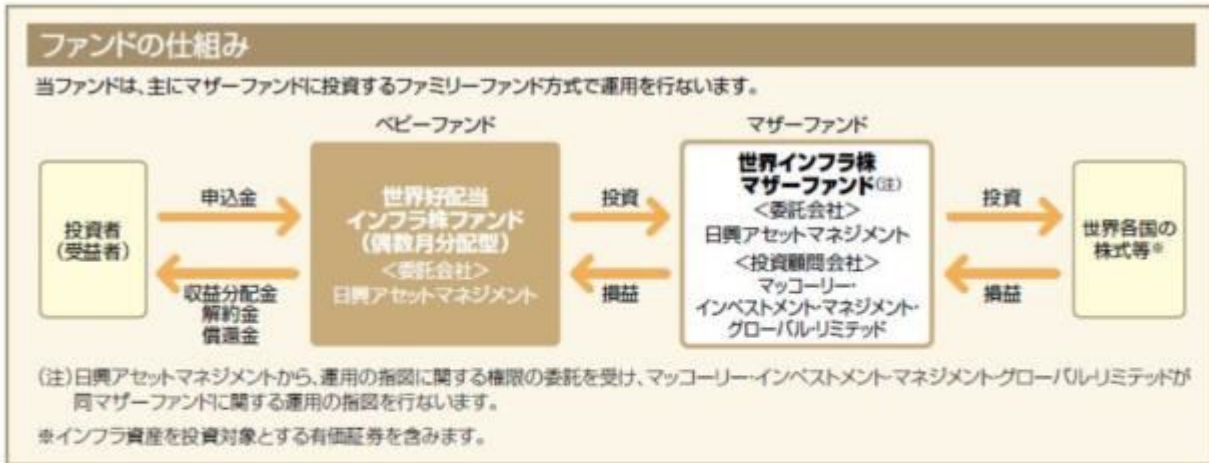 ファンドの仕組み
当ファンドは、主にマザーファンドに投資するファミリーファンド方式で運用を行ないます。
ベビーファンド
マザーファンド
投資者
(受益者)
申込金
収益分配金
解約金
償還金
世界好配当
インフラ株ファンド
(偶数月分配型)
<委託会社>
日興アセットマネジメント
投資
損益
世界インフラ株
マザーファンド(注)
<委託会社>
日興アセットマネジメント
<投資顧問会社>
マッコーリー・
インベストメント・マネジメント・
グローバル・リミテッド
投資
損益
世界各国の
株式等※
(注)日興アセットマネジメントから、運用の指図に関する権限の委託を受け、マッコーリー・インベストメント・マネジメント・グローバル・リミテッドが
同マザーファンドに関する運用の指図を行ないます。
※インフラ資産を投資対象とする有価証券を含みます。